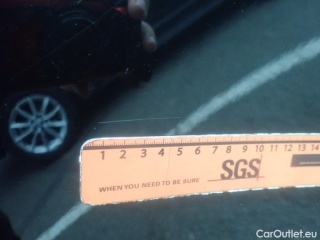 1 2 3 4 5 6 7 8 9 10 11 12 13 14
WHEN YOU NEED TO BE SURE SGS
CarOutlet.eu